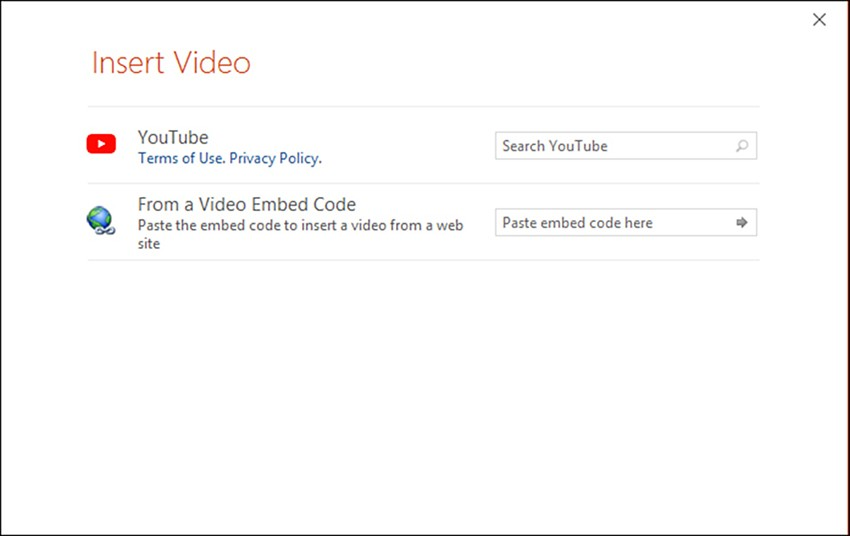 Insert Video
YouTube
Terms of Use. Privacy Policy.
Search YouTube
From a Video Embed Code
Paste the embed code to insert a video from a web
site
Paste embed code here